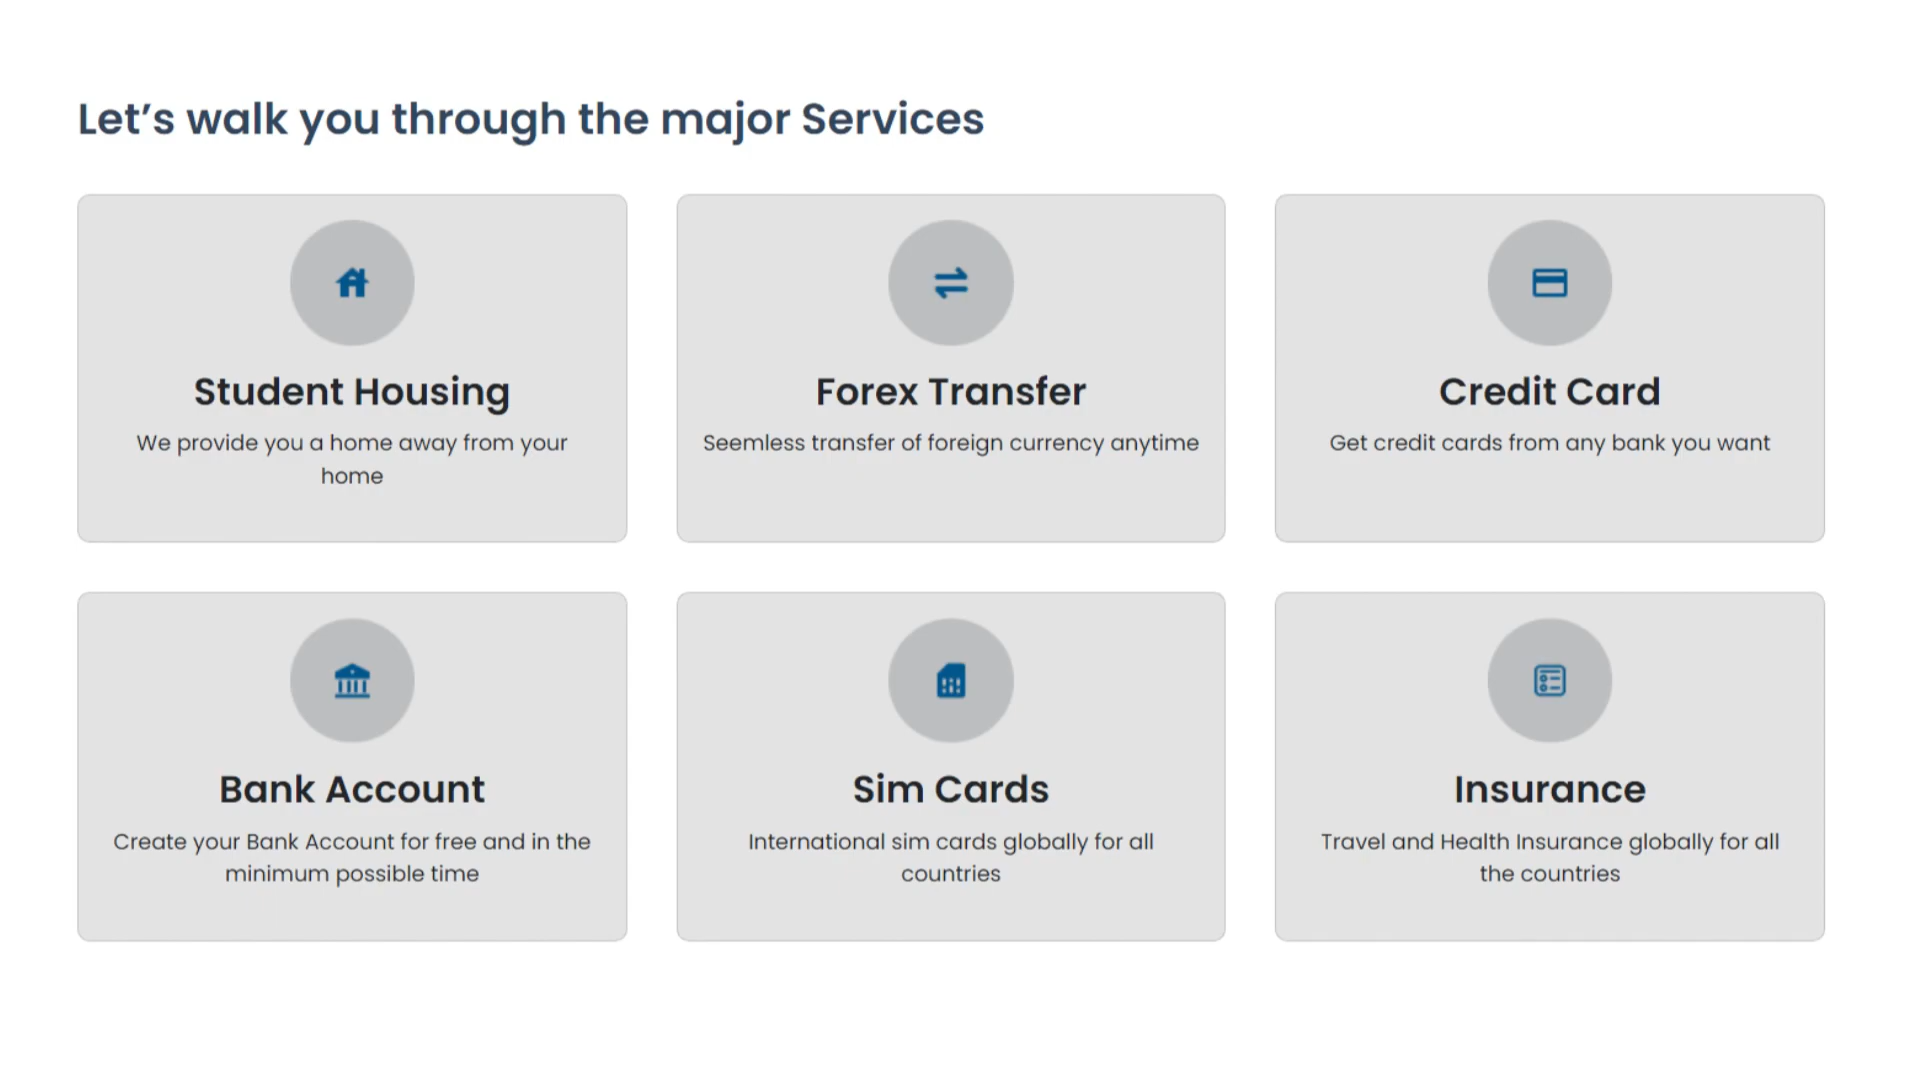 Let’s walk you through the major Services
Student Housing
We provide you a home away from your
home
Forex Transfer
Seemless transfer of foreign currency anytime
Credit Card
Get credit cards from any bank you want
Bank Account
Create your Bank Account for free and in the
minimum possible time
Sim Cards
International sim cards globally for all
countries
Insurance
Travel and Health Insurance globally for all
the countries